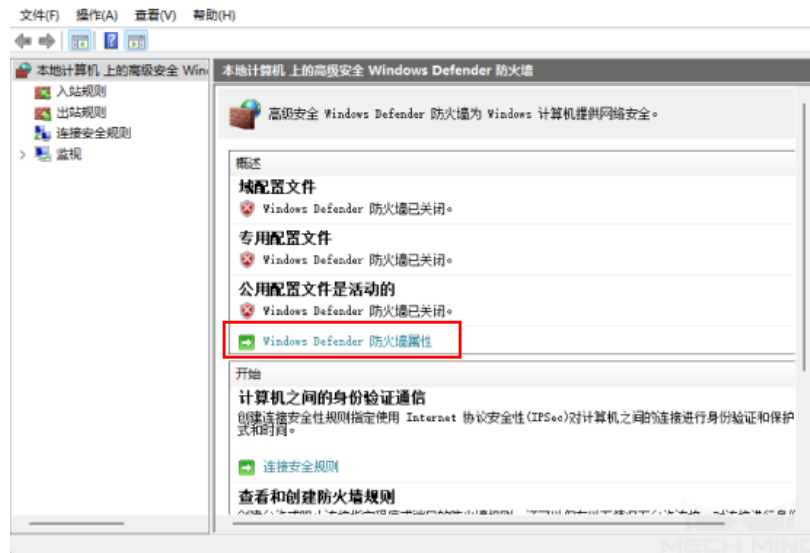 文件(F) 操作(A) 查看(V) 帮助(H)
本地计算机 上的高级安全 Win
入站规则
出站规则
连接安全规则
监视
本地计算机 上的高级安全 Windows Defender 防火墙
高级安全 Windows Defender 防火墙为 Windows 计算机提供网络安全。
概述
域配置文件
Windows Defender 防火墙已关闭。
专用配置文件
Windows Defender 防火墙已关闭。
公用配置文件是活动的
Windows Defender 防火墙已关闭。
Windows Defender 防火墙属性
开始
计算机之间的身份验证通信
创建连接安全性规则指定使用 Internet 协议安全性(IPSec)对计算机之间的连接进行身份验证和保护
式和时间。
连接安全规则
查看和创建防火墙规则
MECH MIND